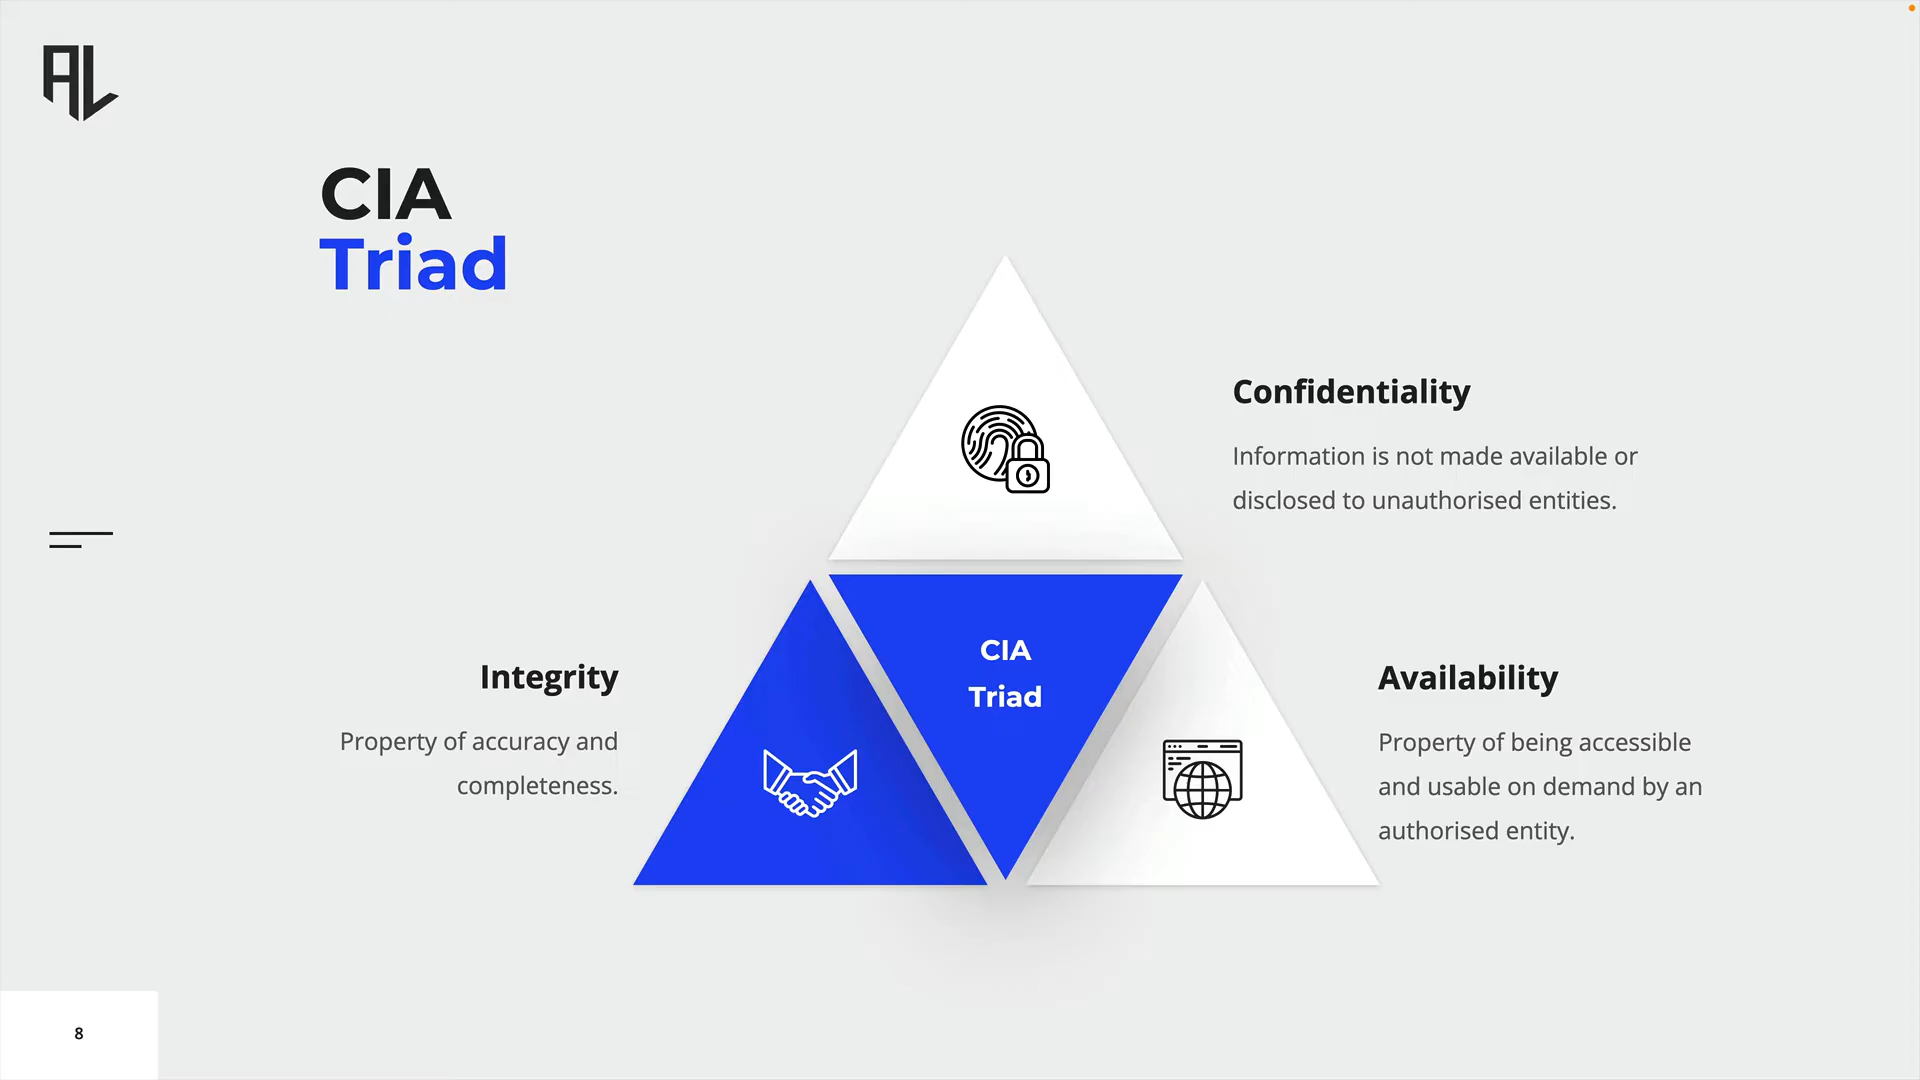 AL
CIA
Triad
Confidentiality
Information is not made available or
disclosed to unauthorised entities.
CIA
Triad
Integrity
Property of accuracy and
completeness.
Availability
Property of being accessible
and usable on demand by an
authorised entity.
8